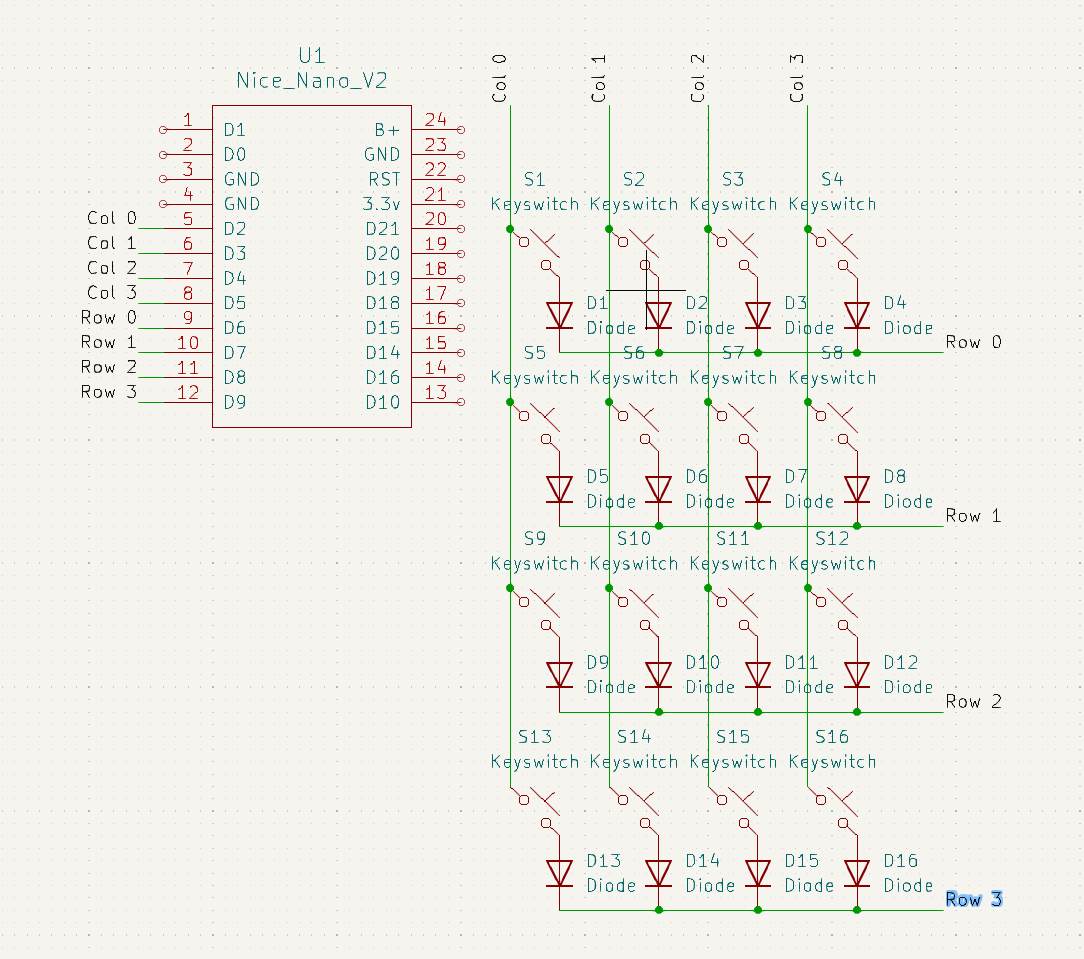 U1
Nice_Nano_V2
1 D1 B+ 24
2 D0 GND 23
3 GND RST 22
4 GND 3.3v 21
Col 0 5 D2 D21 20
Col 1 6 D3 D20 19
Col 2 7 D4 D19 18
Col 3 8 D5 D18 17
Row 0 9 D6 D15 16
Row 1 10 D7 D14 15
Row 2 11 D8 D16 14
Row 3 12 D9 D10 13
Col 0 Col 1 Col 2 Col 3
S1 S2 S3 S4
Keyswitch Keyswitch Keyswitch Keyswitch
D1 D2 D3 D4
Diode Diode Diode Diode
Row 0
S5 S6 S7 S8
Keyswitch Keyswitch Keyswitch Keyswitch
D5 D6 D7 D8
Diode Diode Diode Diode
Row 1
S9 S10 S11 S12
Keyswitch Keyswitch Keyswitch Keyswitch
D9 D10 D11 D12
Diode Diode Diode Diode
Row 2
S13 S14 S15 S16
Keyswitch Keyswitch Keyswitch Keyswitch
D13 D14 D15 D16
Diode Diode Diode Diode
Row 3